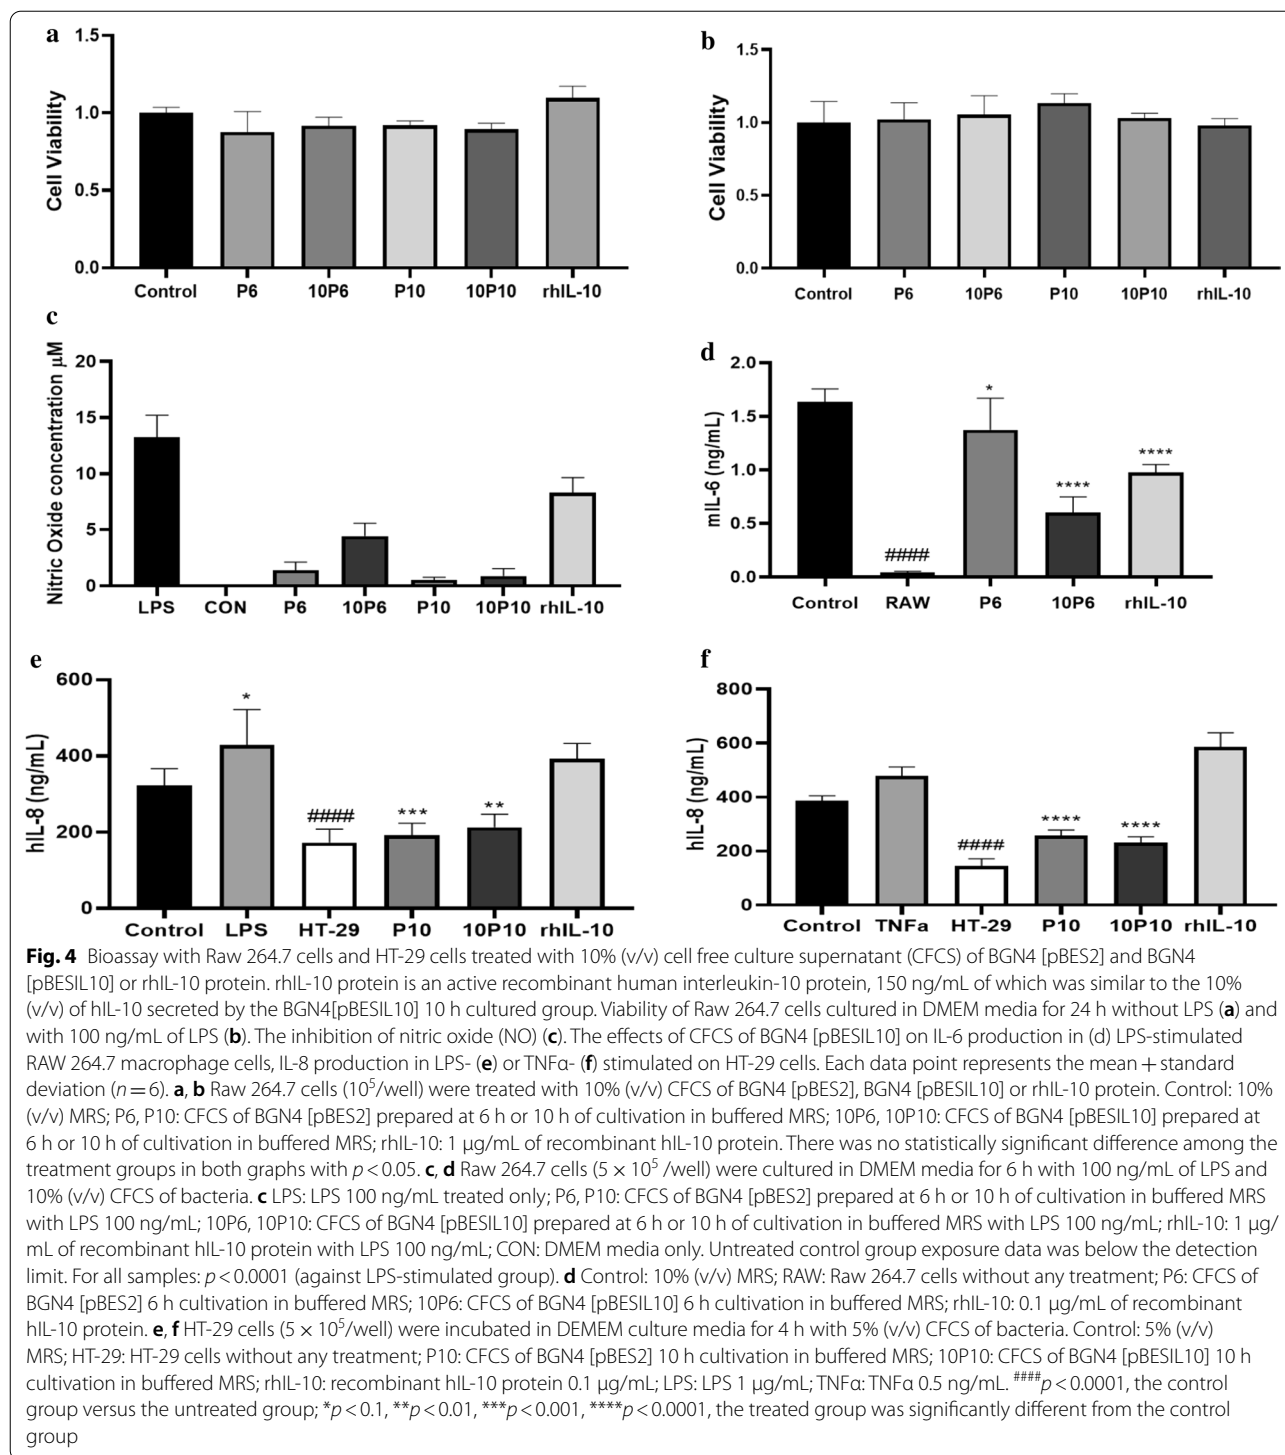 a
1.5
1.0
0.5
0.0
Cell Viability
Control P6 10P6 P10 10P10 rhIL-10
b
1.5
1.0
0.5
0.0
Cell Viability
Control P6 10P6 P10 10P10 rhIL-10
c
20
15
10
5
0
Nitric Oxide concentration µM
LPS CON P6 10P6 P10 10P10 rhIL-10
d
2.0
1.5
1.0
0.5
0.0
mIL-6 (ng/mL)
####
*
****
****
Control RAW P6 10P6 rhIL-10
e
600
400
200
0
hIL-8 (ng/mL)
*
####
***
**
Control LPS HT-29 P10 10P10 rhIL-10
f
800
600
400
200
0
hIL-8 (ng/mL)
####
****
****
Control TNFa HT-29 P10 10P10 rhIL-10
Fig. 4 Bioassay with Raw 264.7 cells and HT-29 cells treated with 10% (v/v) cell free culture supernatant (CFCS) of BGN4 [pBES2] and BGN4
[pBESIL10] or rhIL-10 protein. rhIL-10 protein is an active recombinant human interleukin-10 protein, 150 ng/mL of which was similar to the 10%
(v/v) of hIL-10 secreted by the BGN4[pBESIL10] 10 h cultured group. Viability of Raw 264.7 cells cultured in DMEM media for 24 h without LPS (a) and
with 100 ng/mL of LPS (b). The inhibition of nitric oxide (NO) (c). The effects of CFCS of BGN4 [pBESIL10] on IL-6 production in (d) LPS-stimulated
RAW 264.7 macrophage cells, IL-8 production in LPS- (e) or TNFα- (f) stimulated on HT-29 cells. Each data point represents the mean + standard
deviation (n = 6). a, b Raw 264.7 cells (10⁵/well) were treated with 10% (v/v) CFCS of BGN4 [pBES2], BGN4 [pBESIL10] or rhIL-10 protein. Control: 10%
(v/v) MRS; P6, P10: CFCS of BGN4 [pBES2] prepared at 6 h or 10 h of cultivation in buffered MRS; 10P6, 10P10: CFCS of BGN4 [pBESIL10] prepared at
6 h or 10 h of cultivation in buffered MRS; rhIL-10: 1 µg/mL of recombinant hIL-10 protein. There was no statistically significant difference among the
treatment groups in both graphs with p < 0.05. c, d Raw 264.7 cells (5 × 10⁵ /well) were cultured in DMEM media for 6 h with 100 ng/mL of LPS and
10% (v/v) CFCS of bacteria. c LPS: LPS 100 ng/mL treated only; P6, P10: CFCS of BGN4 [pBES2] prepared at 6 h or 10 h of cultivation in buffered MRS
with LPS 100 ng/mL; 10P6, 10P10: CFCS of BGN4 [pBESIL10] prepared at 6 h or 10 h of cultivation in buffered MRS with LPS 100 ng/mL; rhIL-10: 1 µg/
mL of recombinant hIL-10 protein with LPS 100 ng/mL; CON: DMEM media only. Untreated control group exposure data was below the detection
limit. For all samples: p < 0.0001 (against LPS-stimulated group). d Control: 10% (v/v) MRS; RAW: Raw 264.7 cells without any treatment; P6: CFCS of
BGN4 [pBES2] 6 h cultivation in buffered MRS; 10P6: CFCS of BGN4 [pBESIL10] 6 h cultivation in buffered MRS; rhIL-10: 0.1 µg/mL of recombinant
hIL-10 protein. e, f HT-29 cells (5 × 10⁵/well) were incubated in DEMEM culture media for 4 h with 5% (v/v) CFCS of bacteria. Control: 5% (v/v)
MRS; HT-29: HT-29 cells without any treatment; P10: CFCS of BGN4 [pBES2] 10 h cultivation in buffered MRS; 10P10: CFCS of BGN4 [pBESIL10] 10 h
cultivation in buffered MRS; rhIL-10: recombinant hIL-10 protein 0.1 µg/mL; LPS: LPS 1 µg/mL; TNFα: TNFα 0.5 ng/mL. ####p < 0.0001, the control
group versus the untreated group; *p < 0.1, **p < 0.01, ***p < 0.001, ****p < 0.0001, the treated group was significantly different from the control
group